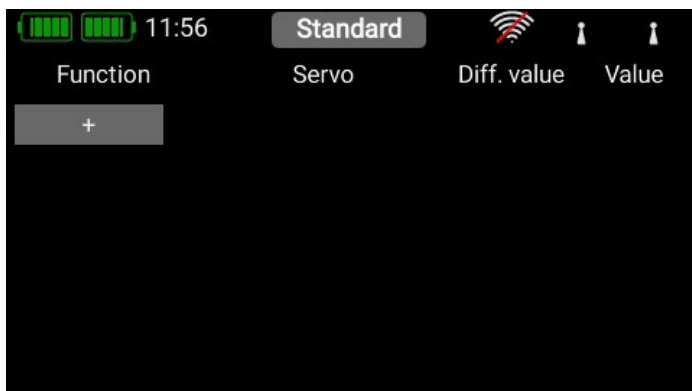 11:56 Standard
Function Servo Diff. value Value
+